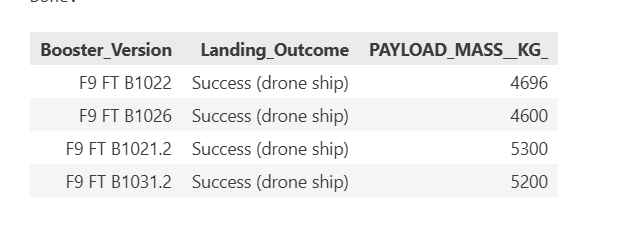 Booster_Version Landing_Outcome PAYLOAD_MASS__KG_
F9 FT B1022 Success (drone ship) 4696
F9 FT B1026 Success (drone ship) 4600
F9 FT B1021.2 Success (drone ship) 5300
F9 FT B1031.2 Success (drone ship) 5200